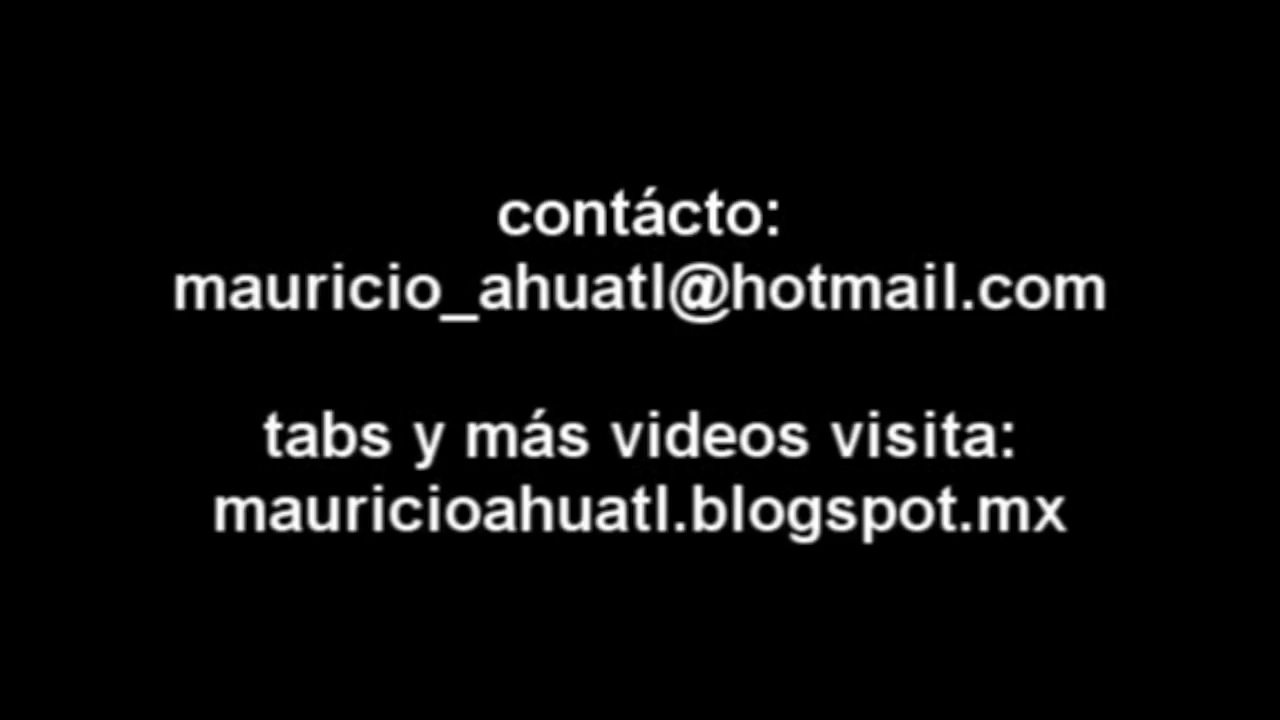 contácto:
mauricio_ahuatl@hotmail.com
tabs y más videos visita:
mauricioahuatl.blogspot.mx